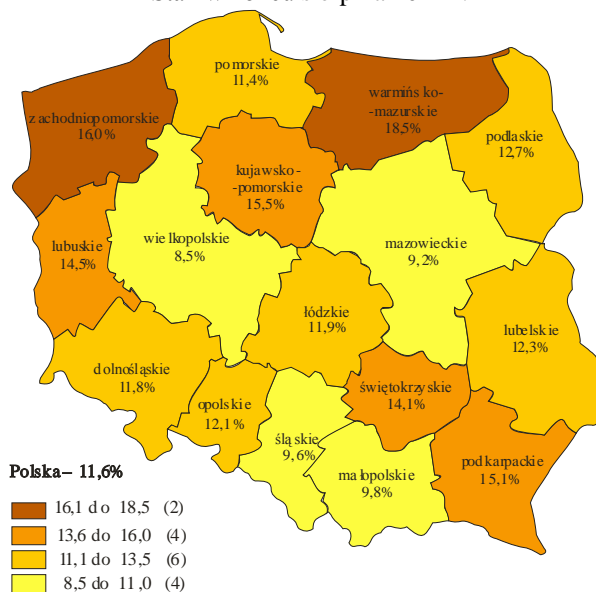 pomorskie
11,4%
warmińsko-
-mazurskie
18,5%
zachodniopomorskie
16,0%
podlaskie
12,7%
kujawsko-
-pomorskie
15,5%
wielkopolskie
8,5%
mazowieckie
9,2%
lubuskie
14,5%
łódzkie
11,9%
lubelskie
12,3%
dolnośląskie
11,8%
świętokrzyskie
14,1%
opolskie
12,1%
śląskie
9,6%
małopolskie
9,8%
podkarpackie
15,1%
Polska – 11,6%
16,1 do 18,5 (2)
13,6 do 16,0 (4)
11,1 do 13,5 (6)
8,5 do 11,0 (4)